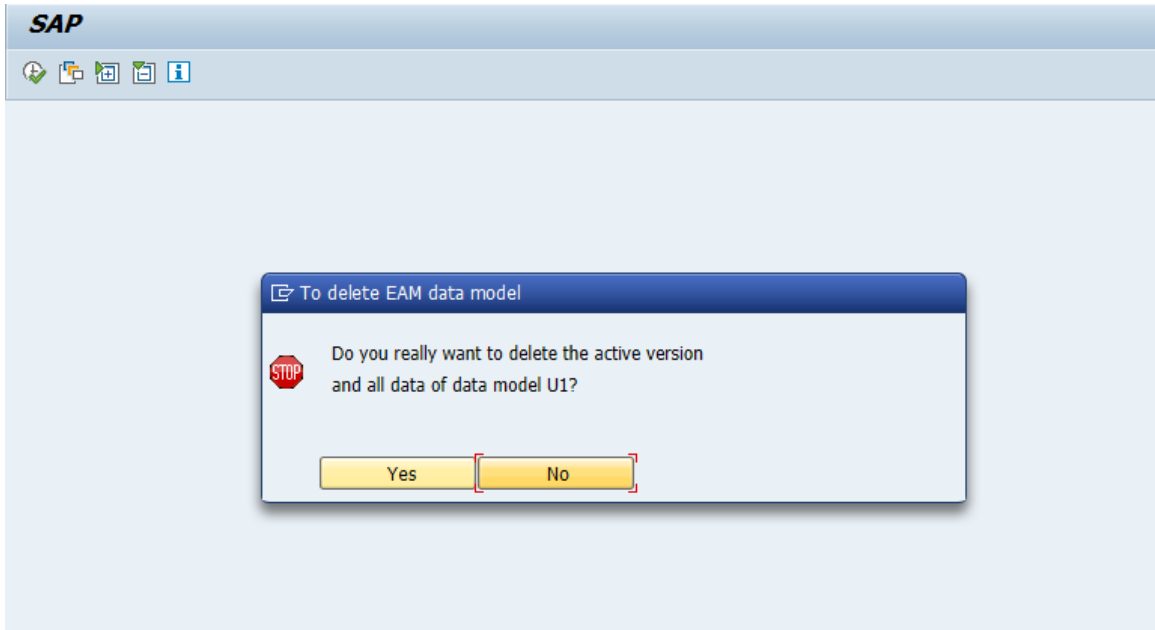 SAP
To delete EAM data model
STOP
Do you really want to delete the active version
and all data of data model U1?
Yes
No